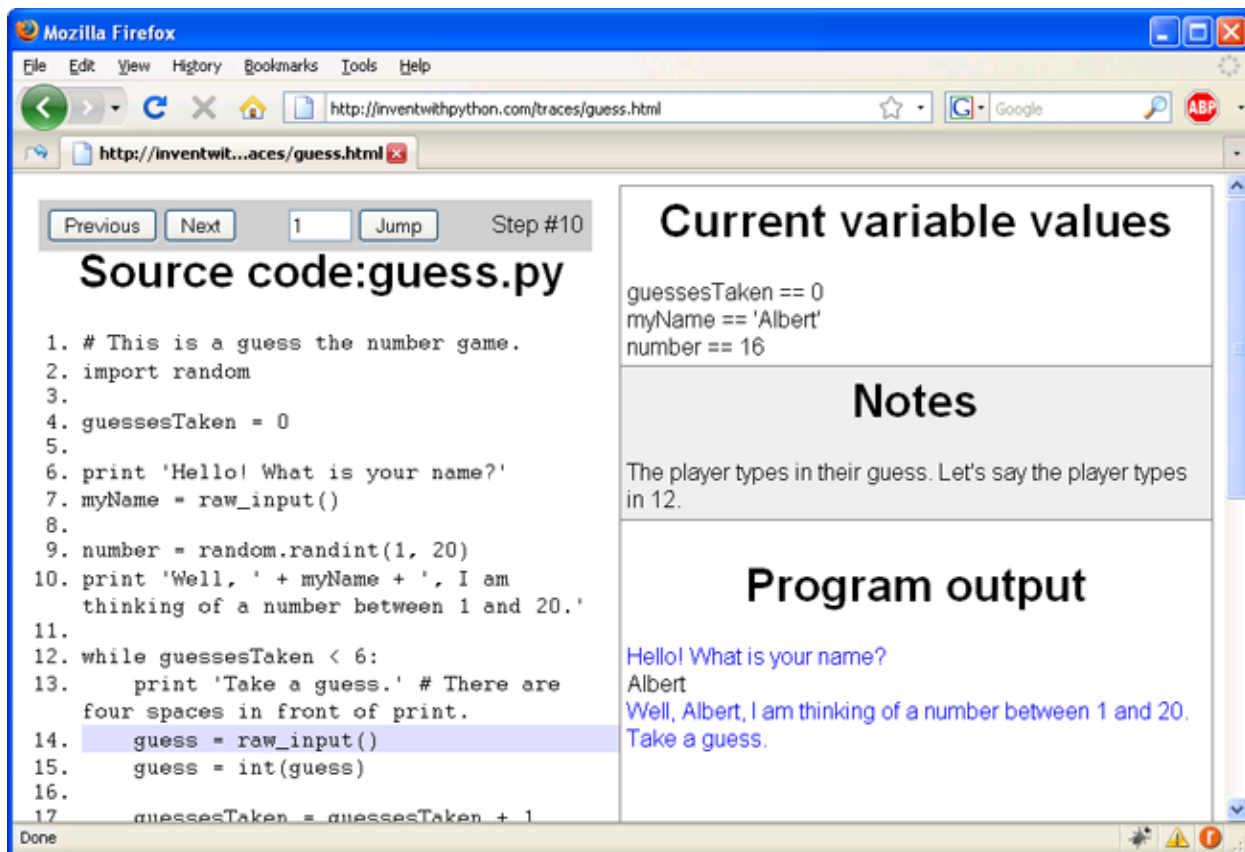 Mozilla Firefox
File Edit View History Bookmarks Tools Help
http://inventwithpython.com/traces/guess.html
G Google
ABP
http://inventwit...aces/guess.html
Previous Next 1 Jump Step #10
Source code:guess.py
1. # This is a guess the number game.
2. import random
3.
4. guessesTaken = 0
5.
6. print 'Hello! What is your name?'
7. myName = raw_input()
8.
9. number = random.randint(1, 20)
10. print 'Well, ' + myName + ', I am
thinking of a number between 1 and 20.'
11.
12. while guessesTaken < 6:
13. print 'Take a guess.' # There are
four spaces in front of print.
14. guess = raw_input()
15. guess = int(guess)
16.
17 guessesTaken = guessesTaken + 1
Current variable values
guessesTaken == 0
myName == 'Albert'
number == 16
Notes
The player types in their guess. Let's say the player types
in 12.
Program output
Hello! What is your name?
Albert
Well, Albert, I am thinking of a number between 1 and 20.
Take a guess.
Done